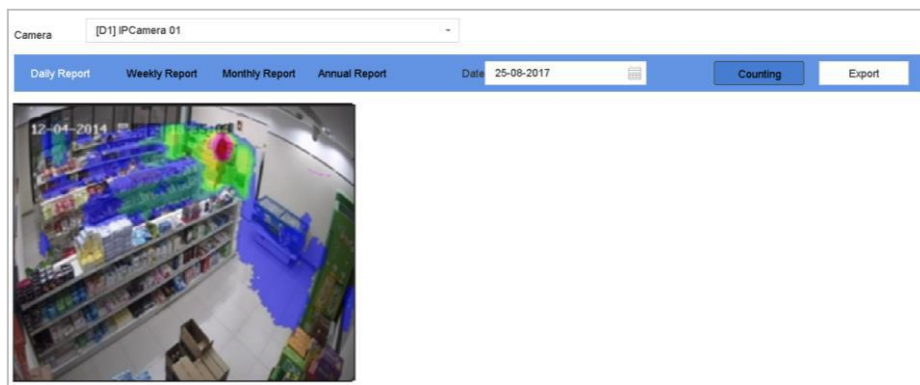 Camera [D1] IPCamera 01
Daily Report Weekly Report Monthly Report Annual Report Date 25-08-2017 Counting Export
12-04-2014